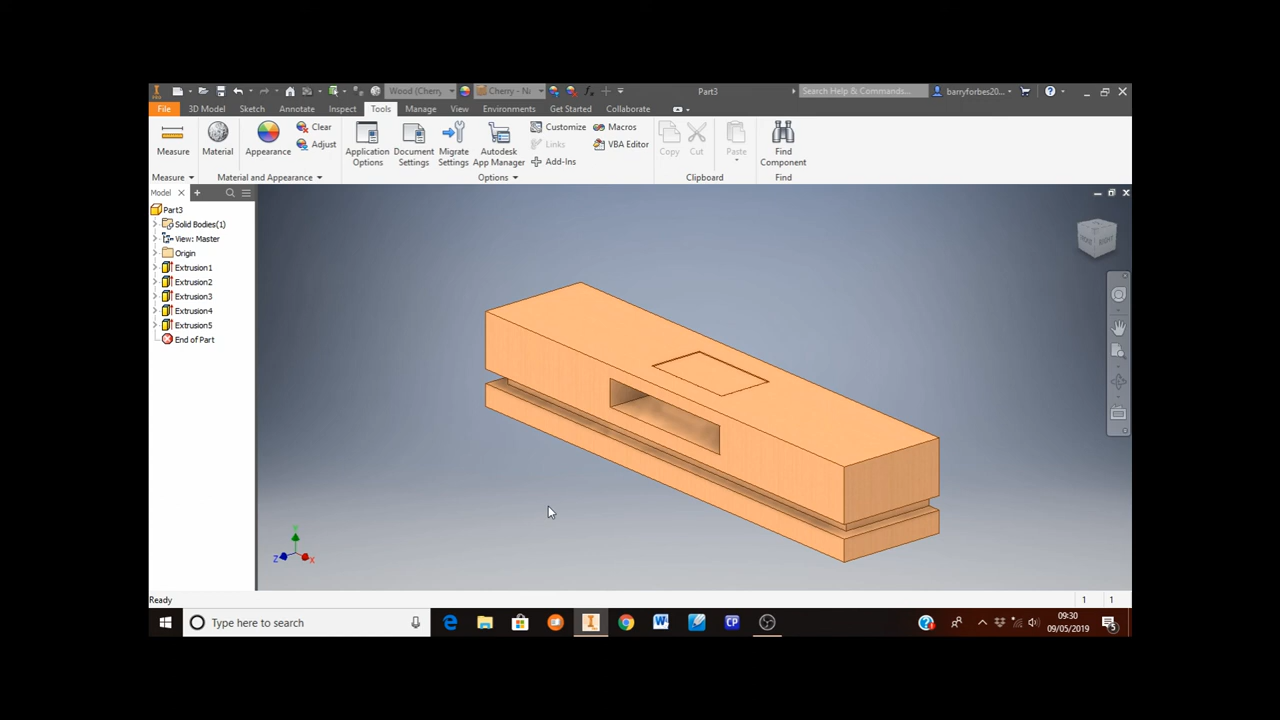 Wood (Cherry
Cherry - Na
Part3
Search Help & Commands...
barryforbes20...
File
3D Model
Sketch
Annotate
Inspect
Tools
Manage
View
Environments
Get Started
Collaborate
Measure
Material
Appearance
Clear
Adjust
Application Options
Document Settings
Migrate Settings
Autodesk App Manager
Customize
Links
Add-Ins
Macros
VBA Editor
Copy
Cut
Paste
Find Component
Measure
Material and Appearance
Options
Clipboard
Find
Model
Part3
Solid Bodies(1)
View: Master
Origin
Extrusion1
Extrusion2
Extrusion3
Extrusion4
Extrusion5
End of Part
RIGHT
Y
Z
X
Ready
1
1
Type here to search
CP
09:30
09/05/2019
5